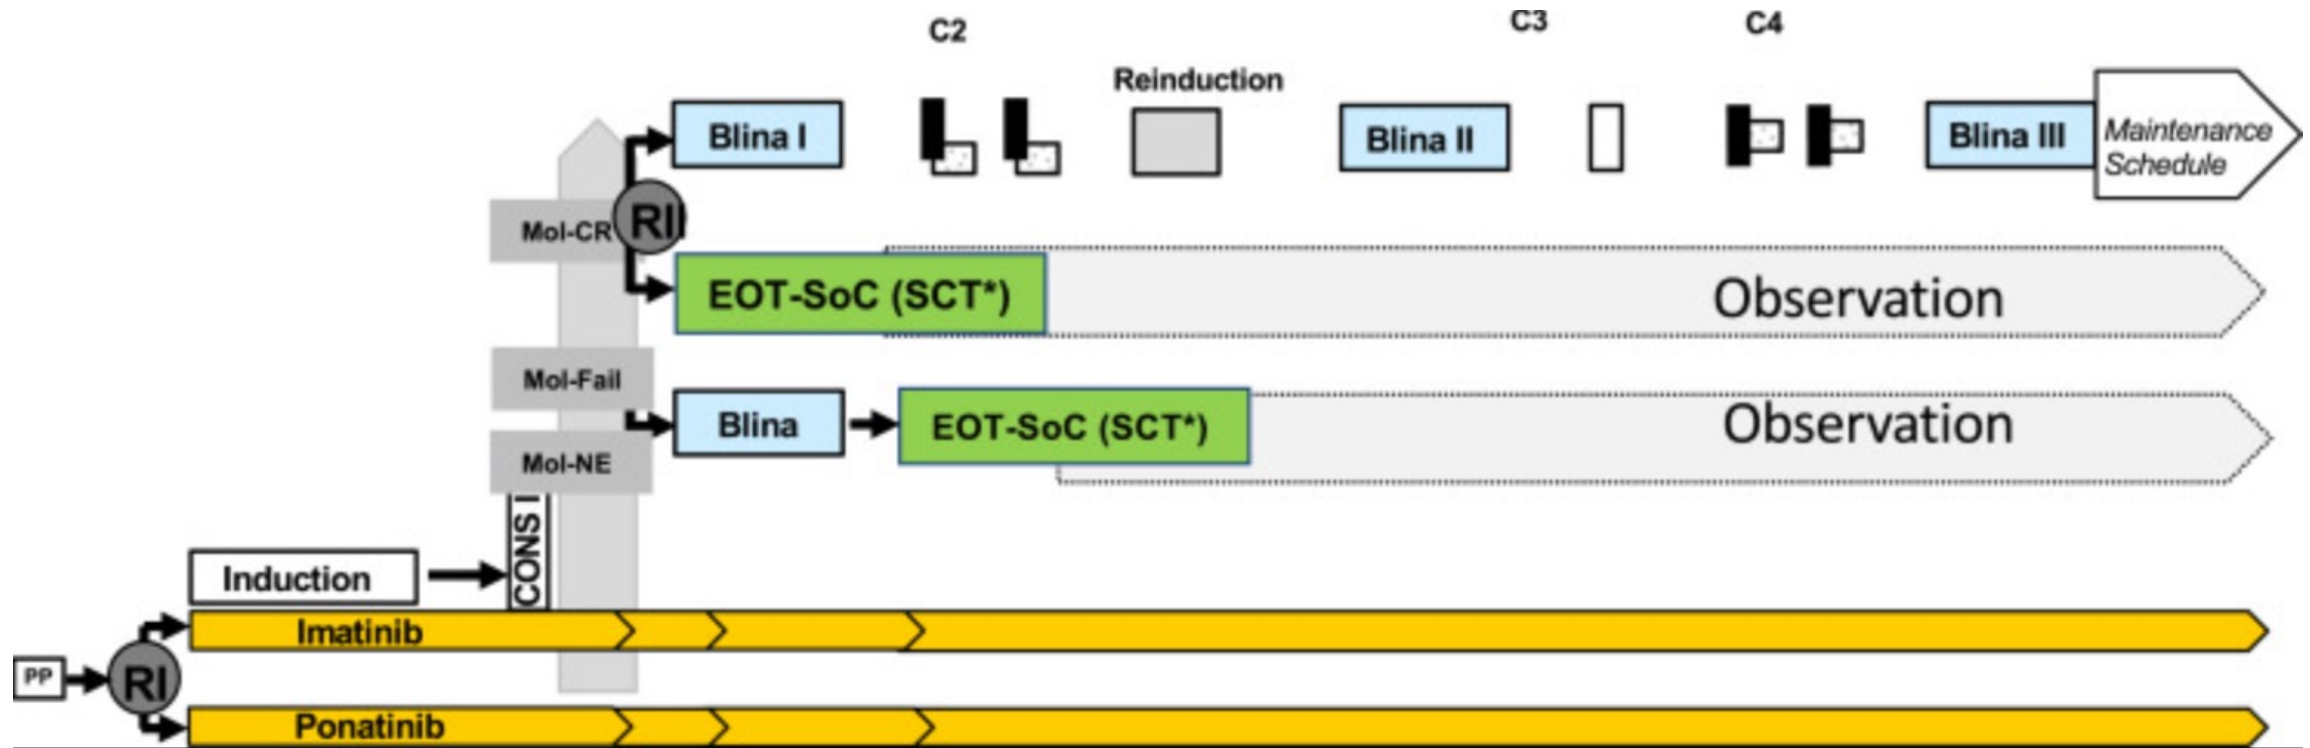 C2
C3
C4
Reinduction
Blina I
Blina II
Blina III
Maintenance
Schedule
Mol-CR
RII
EOT-SoC (SCT*)
Observation
Mol-Fail
Blina
EOT-SoC (SCT*)
Observation
Mol-NE
CONS I
Induction
Imatinib
PP
RI
Ponatinib